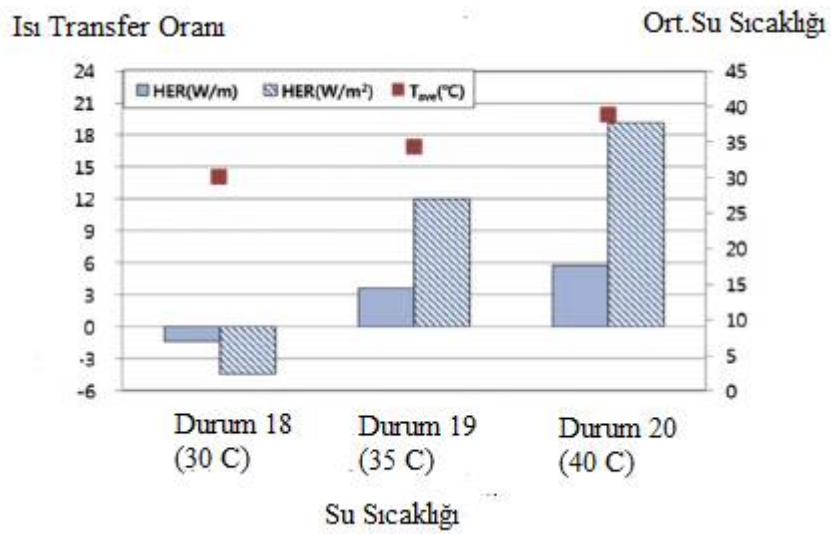 Isı Transfer Oranı
Ort.Su Sıcaklığı
HER(W/m) HER(W/m²) Tave(℃)
24
21
18
15
12
9
6
3
0
-3
-6
45
40
35
30
25
20
15
10
5
0
Durum 18
(30 C)
Durum 19
(35 C)
Durum 20
(40 C)
Su Sıcaklığı